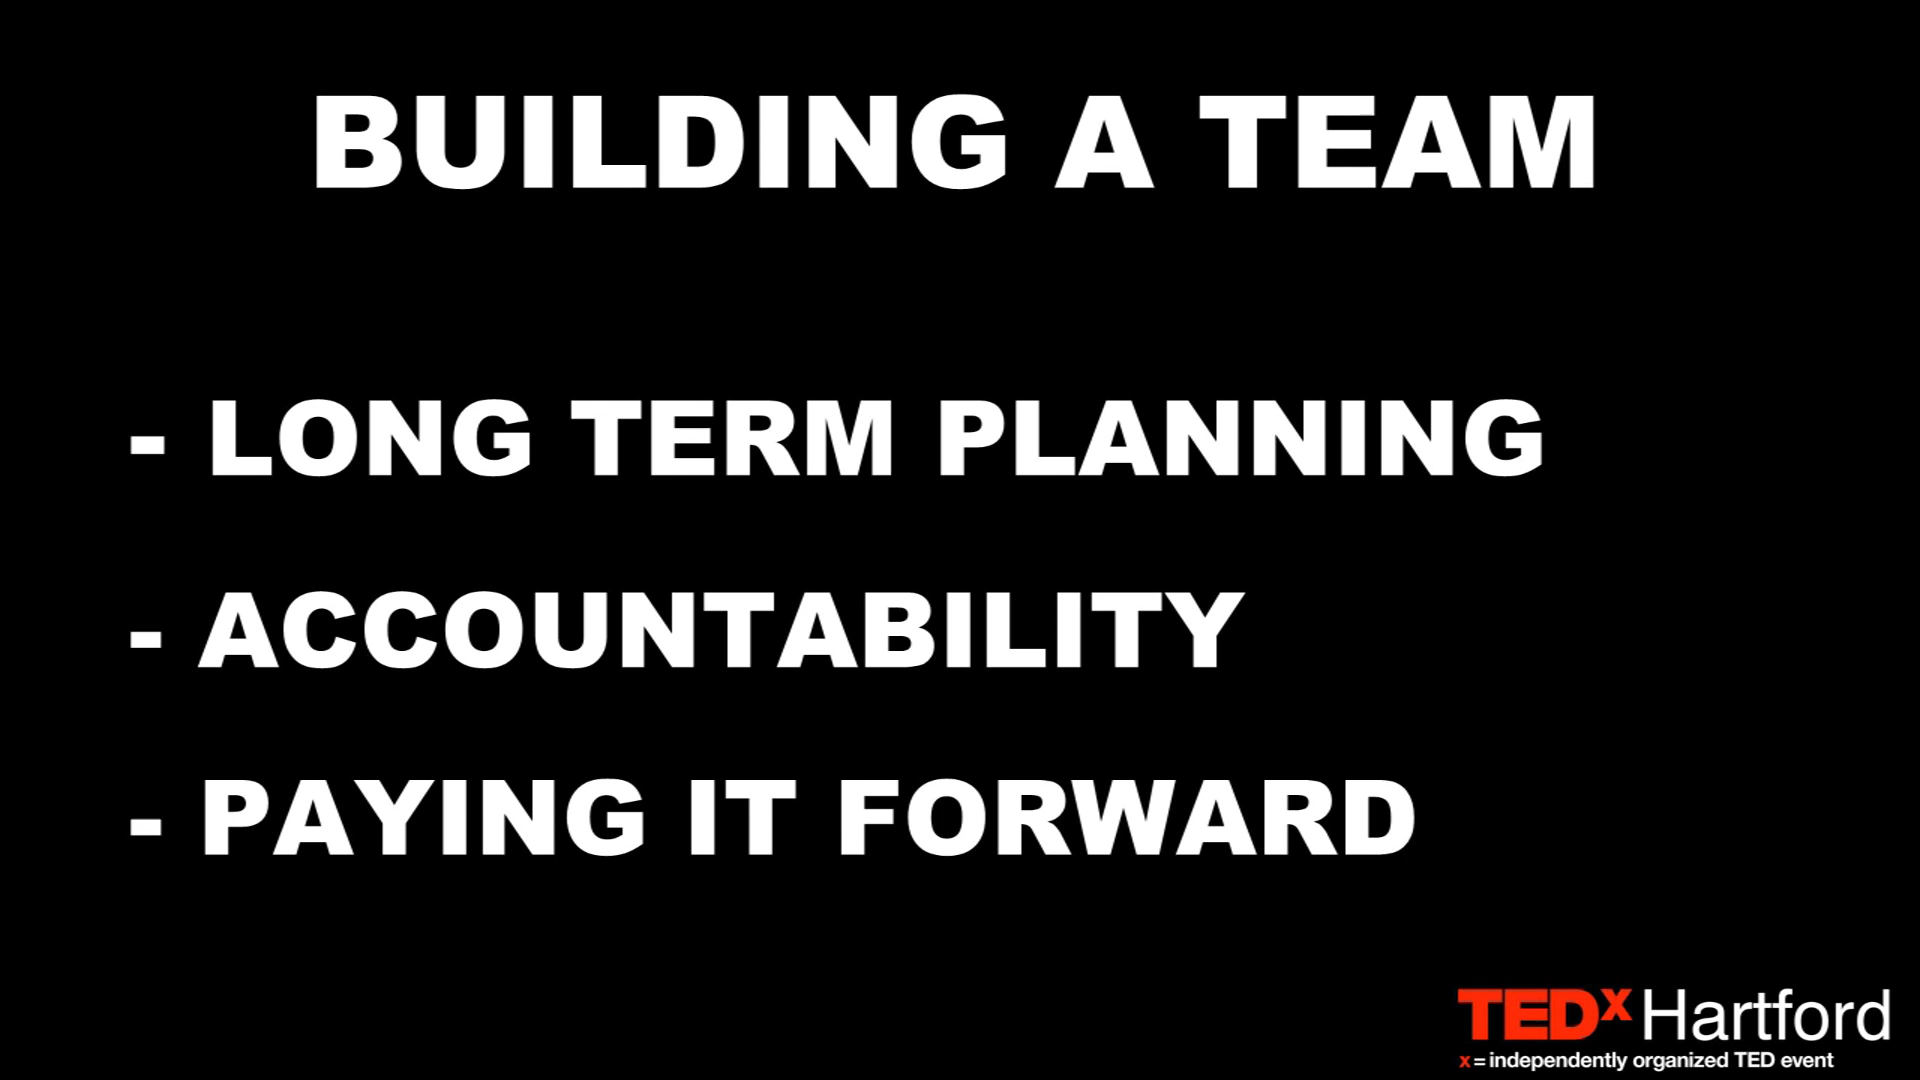 BUILDING A TEAM
- LONG TERM PLANNING
- ACCOUNTABILITY
- PAYING IT FORWARD
TEDx Hartford
x = independently organized TED event